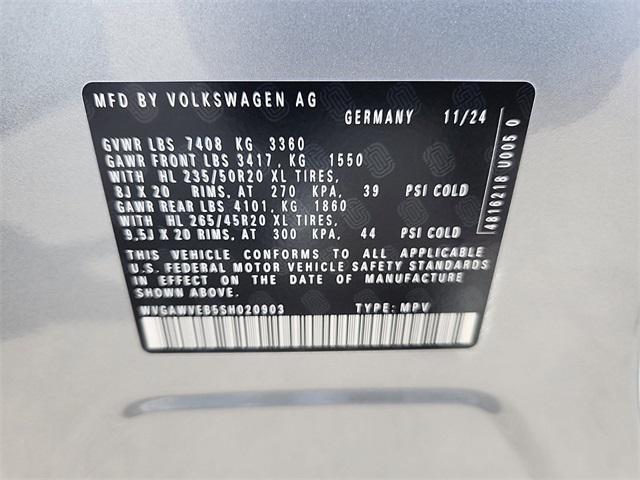 MFD BY VOLKSWAGEN AG
GERMANY 11/24
GVWR LBS 7408 KG 3360
GAWR FRONT LBS 3417, KG 1550
WITH HL 235/50R20 XL TIRES,
8J X 20 RIMS, AT 270 KPA, 39 PSI COLD
GAWR REAR LBS 4101, KG 1860
WITH HL 265/45R20 XL TIRES,
9,5J X 20 RIMS, AT 300 KPA, 44 PSI COLD
THIS VEHICLE CONFORMS TO ALL APPLICABLE
U.S. FEDERAL MOTOR VEHICLE SAFETY STANDARDS
IN EFFECT ON THE DATE OF MANUFACTURE
SHOWN ABOVE.
WVGAWVEB5SH020903 TYPE: MPV
4816218 U005 0